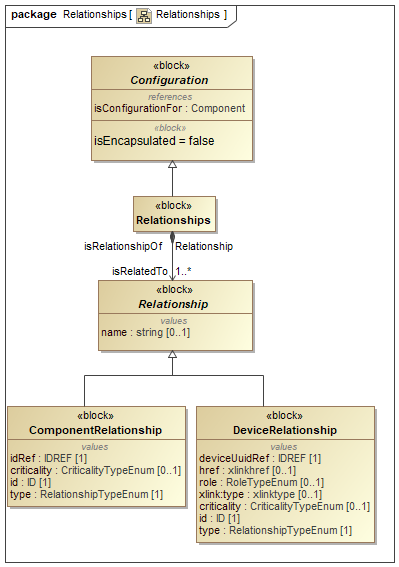 package Relationships [ Relationships ]
«block»
Configuration
references
isConfigurationFor : Component
«block»
isEncapsulated = false
«block»
Relationships
isRelationshipOf Relationship
isRelatedTo 1..*
«block»
Relationship
values
name : string [0..1]
«block»
ComponentRelationship
values
idRef : IDREF [1]
criticality : CriticalityTypeEnum [0..1]
id : ID [1]
type : RelationshipTypeEnum [1]
«block»
DeviceRelationship
values
deviceUuidRef : IDREF [1]
href : xlinkhref [0..1]
role : RoleTypeEnum [0..1]
xlink:type : xlinktype [0..1]
criticality : CriticalityTypeEnum [0..1]
id : ID [1]
type : RelationshipTypeEnum [1]